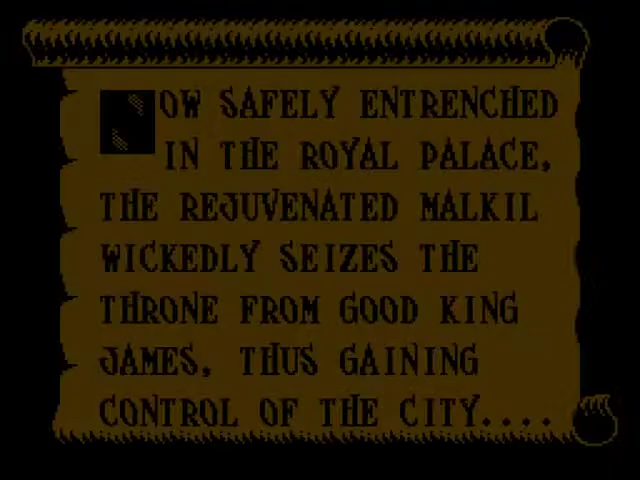 NOW SAFELY ENTRENCHED
IN THE ROYAL PALACE,
THE REJUVENATED MALKIL
WICKEDLY SEIZES THE
THRONE FROM GOOD KING
JAMES, THUS GAINING
CONTROL OF THE CITY....